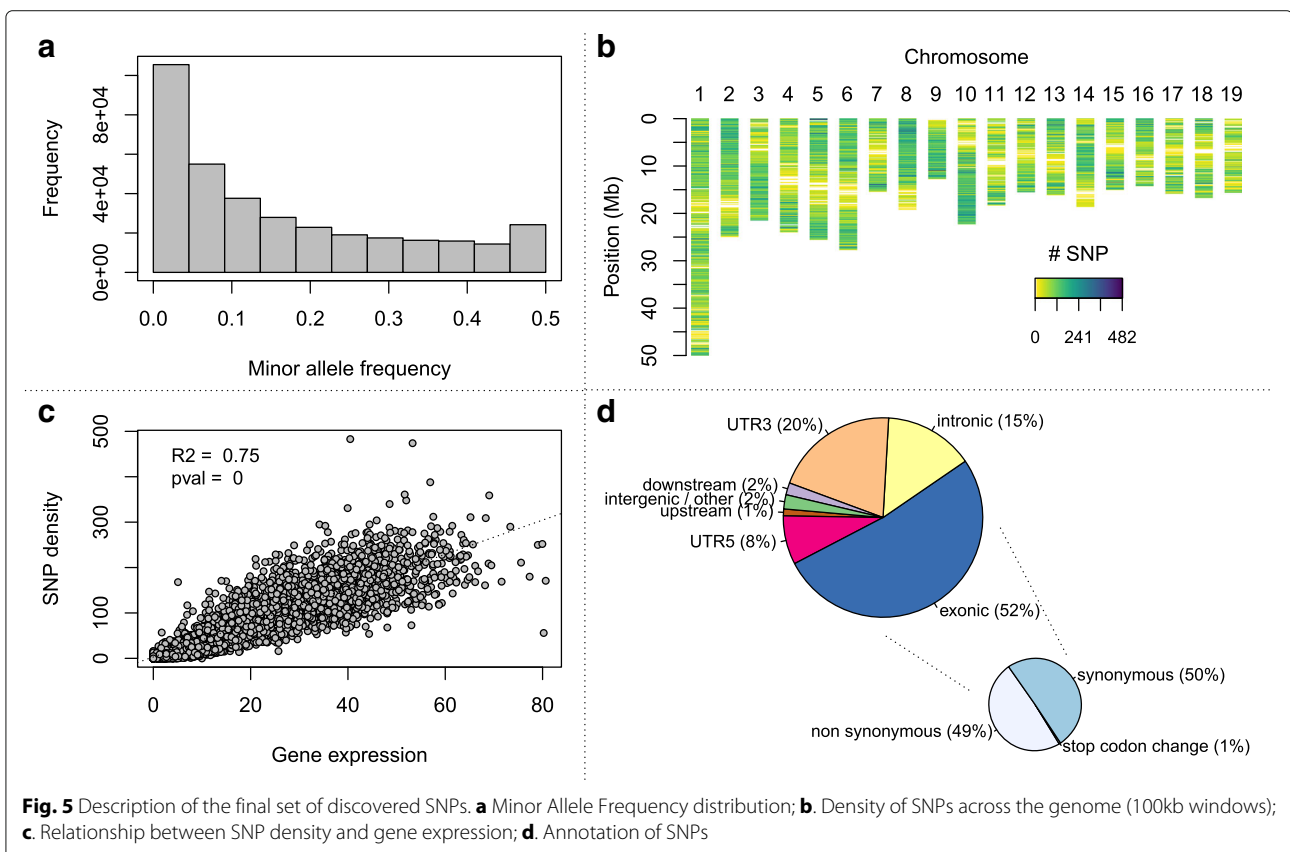 a
Frequency
0e+00 4e+04 8e+04
0.0 0.1 0.2 0.3 0.4 0.5
Minor allele frequency
b
Chromosome
1 2 3 4 5 6 7 8 9 10 11 12 13 14 15 16 17 18 19
Position (Mb)
0
10
20
30
40
50
# SNP
0 241 482
c
SNP density
0 100 300 500
R2 = 0.75
pval = 0
0 20 40 60 80
Gene expression
d
UTR3 (20%)
intronic (15%)
downstream (2%)
intergenic / other (2%)
upstream (1%)
UTR5 (8%)
exonic (52%)
synonymous (50%)
non synonymous (49%)
stop codon change (1%)
Fig. 5 Description of the final set of discovered SNPs. a Minor Allele Frequency distribution; b. Density of SNPs across the genome (100kb windows);
c. Relationship between SNP density and gene expression; d. Annotation of SNPs